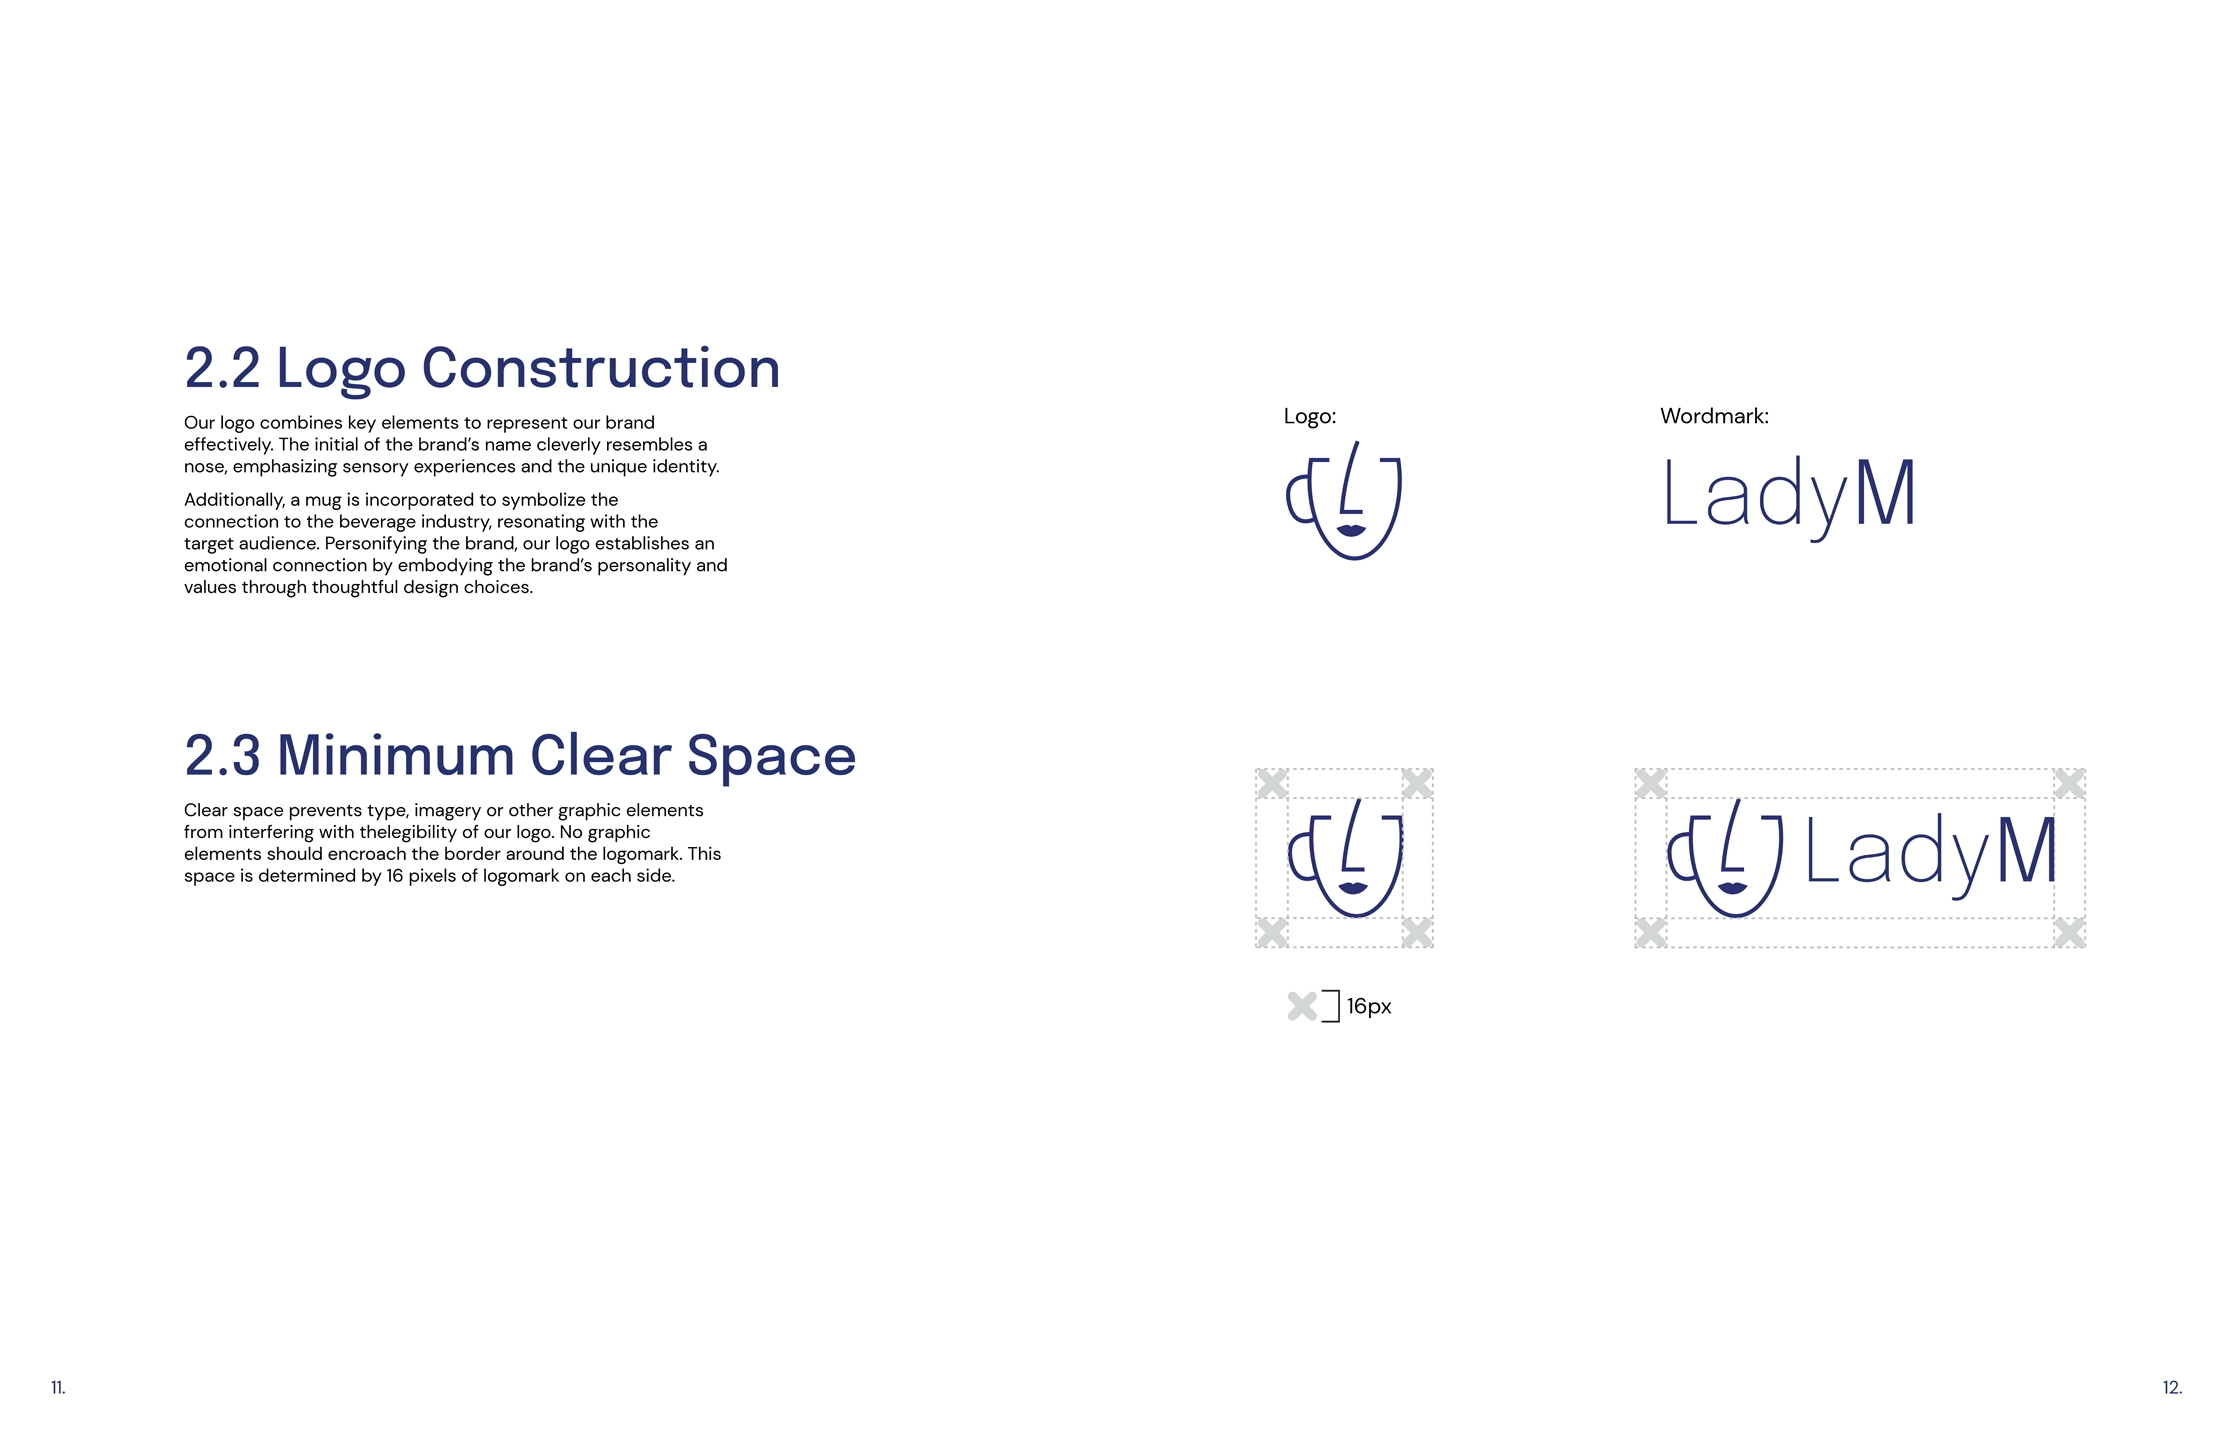 2.2 Logo Construction
Our logo combines key elements to represent our brand
effectively. The initial of the brand's name cleverly resembles a
nose, emphasizing sensory experiences and the unique identity.
Additionally, a mug is incorporated to symbolize the
connection to the beverage industry, resonating with the
target audience. Personifying the brand, our logo establishes an
emotional connection by embodying the brand's personality and
values through thoughtful design choices.
Logo:
Wordmark:
LadyM
2.3 Minimum Clear Space
Clear space prevents type, imagery or other graphic elements
from interfering with thelegibility of our logo. No graphic
elements should encroach the border around the logomark. This
space is determined by 16 pixels of logomark on each side.
LadyM
16px
11.
12.